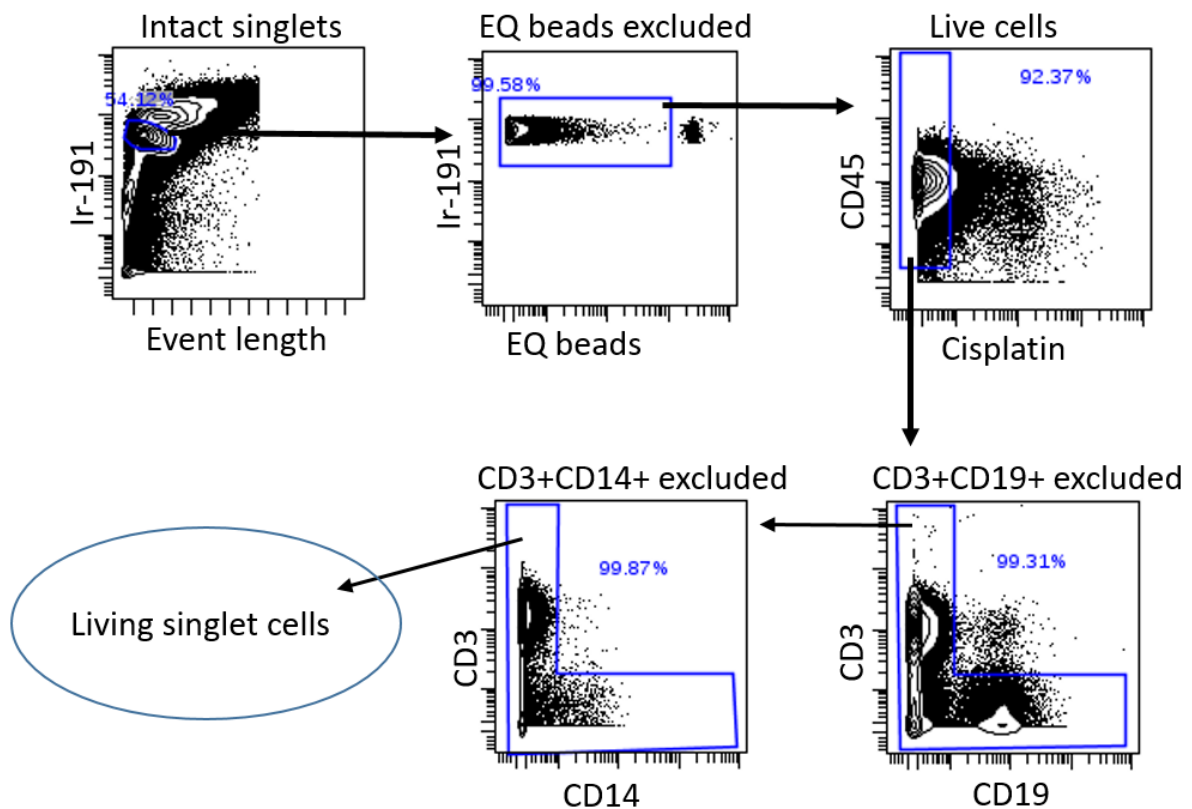 Intact singlets
54.12%
Ir-191
Event length
EQ beads excluded
99.58%
Ir-191
EQ beads
Live cells
92.37%
CD45
Cisplatin
CD3+CD14+ excluded
99.87%
CD3
CD14
CD3+CD19+ excluded
99.31%
CD3
CD19
Living singlet cells